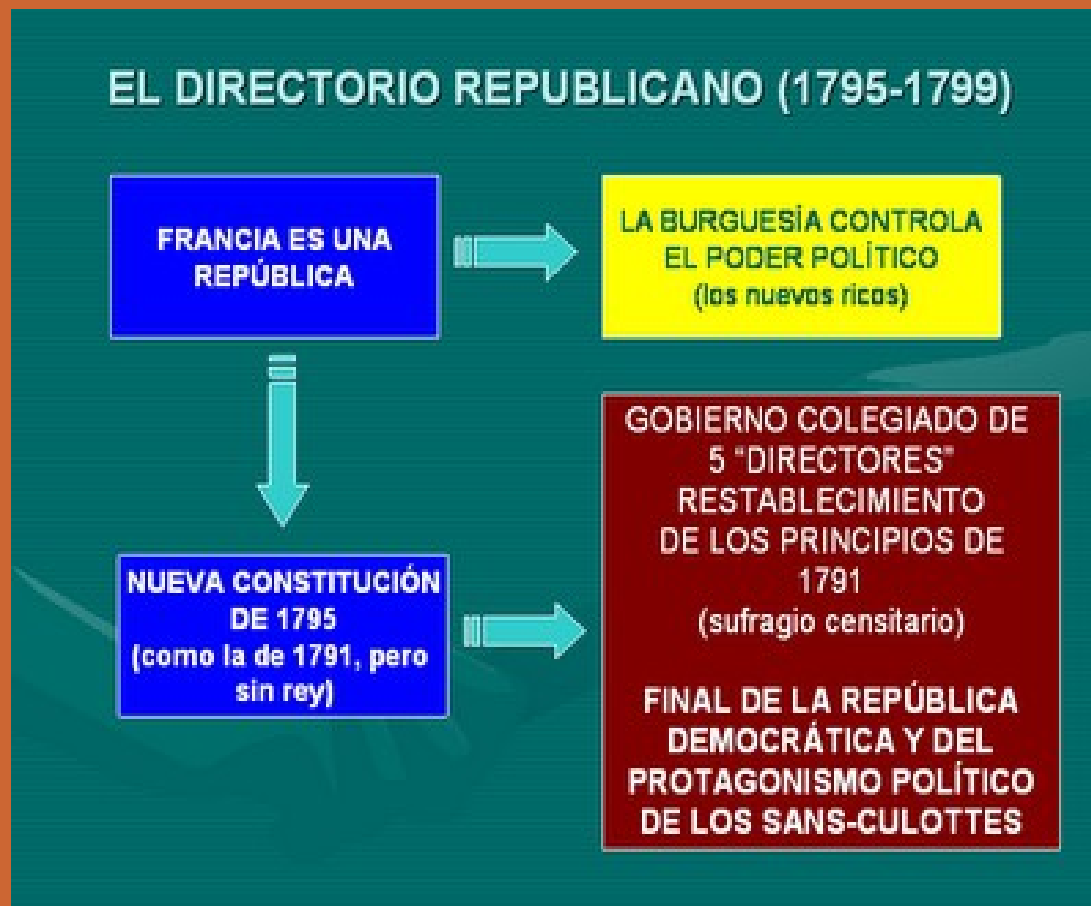 EL DIRECTORIO REPUBLICANO (1795-1799)
FRANCIA ES UNA
REPÚBLICA
LA BURGUESÍA CONTROLA
EL PODER POLÍTICO
(los nuevos ricos)
NUEVA CONSTITUCIÓN
DE 1795
(como la de 1791, pero
sin rey)
GOBIERNO COLEGIADO DE
5 "DIRECTORES"
RESTABLECIMIENTO
DE LOS PRINCIPIOS DE
1791
(sufragio censitario)
FINAL DE LA REPÚBLICA
DEMOCRÁTICA Y DEL
PROTAGONISMO POLÍTICO
DE LOS SANS-CULOTTES